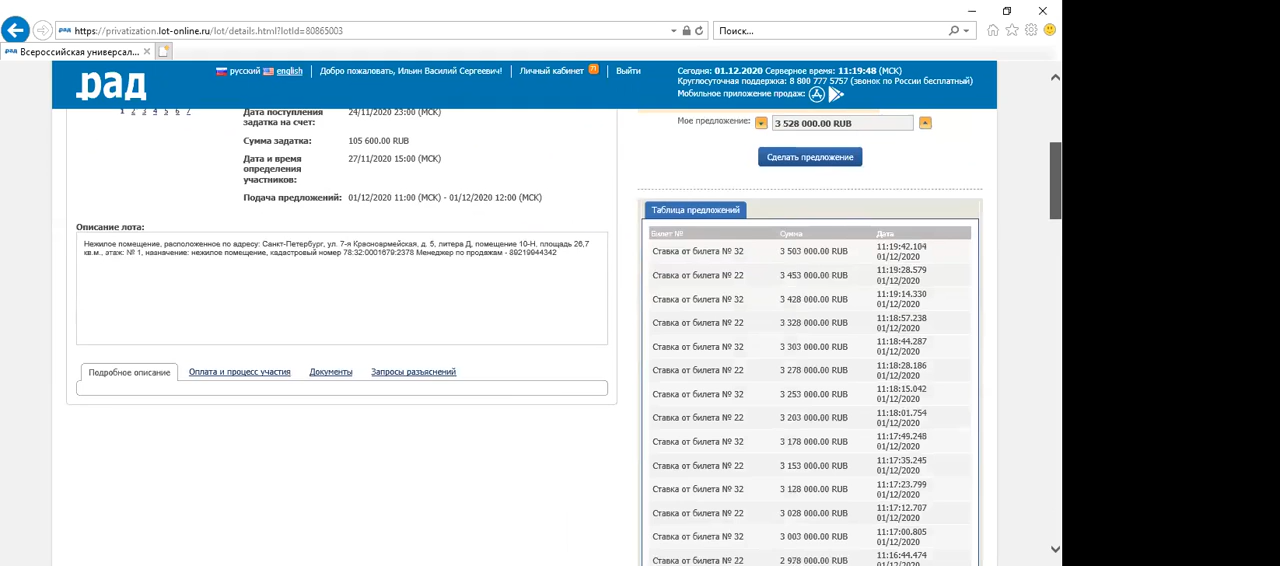 https://privatization.lot-online.ru/lot/details.html?lotId=80865003
Поиск...
Всероссийская универсал...
рад
русский english
Добро пожаловать, Ильин Василий Сергеевич!
Личный кабинет
Выйти
Сегодня: 01.12.2020 Серверное время: 11:19:48 (МСК)
Круглосуточная поддержка: 8 800 777 5757 (звонок по России бесплатный)
Мобильное приложение продаж:
1 2 3 4 5 6 7
Дата поступления задатка на счет:
24/11/2020 23:00 (МСК)
Сумма задатка:
105 600.00 RUB
Дата и время определения участников:
27/11/2020 15:00 (МСК)
Подача предложений:
01/12/2020 11:00 (МСК) - 01/12/2020 12:00 (МСК)
Описание лота:
Нежилое помещение, расположенное по адресу: Санкт-Петербург, ул. 7-я Красноармейская, д. 5, литера Д, помещение 10-Н, площадь 26,7
кв.м., этаж: № 1, назначение: нежилое помещение, кадастровый номер 78:32:0001679:2378 Менеджер по продажам - 89219944342
Подробное описание
Оплата и процесс участия
Документы
Запросы разъяснений
Мое предложение:
3 528 000.00 RUB
Сделать предложение
Таблица предложений
Билет № Сумма Дата
Ставка от билета № 32 3 503 000.00 RUB 11:19:42.104 01/12/2020
Ставка от билета № 22 3 453 000.00 RUB 11:19:28.579 01/12/2020
Ставка от билета № 32 3 428 000.00 RUB 11:19:14.330 01/12/2020
Ставка от билета № 22 3 328 000.00 RUB 11:18:57.238 01/12/2020
Ставка от билета № 32 3 303 000.00 RUB 11:18:44.287 01/12/2020
Ставка от билета № 22 3 278 000.00 RUB 11:18:28.186 01/12/2020
Ставка от билета № 32 3 253 000.00 RUB 11:18:15.042 01/12/2020
Ставка от билета № 22 3 203 000.00 RUB 11:18:01.754 01/12/2020
Ставка от билета № 32 3 178 000.00 RUB 11:17:49.248 01/12/2020
Ставка от билета № 22 3 153 000.00 RUB 11:17:35.245 01/12/2020
Ставка от билета № 32 3 128 000.00 RUB 11:17:23.799 01/12/2020
Ставка от билета № 22 3 028 000.00 RUB 11:17:12.707 01/12/2020
Ставка от билета № 32 3 003 000.00 RUB 11:17:00.805 01/12/2020
Ставка от билета № 22 2 978 000.00 RUB 11:16:44.474